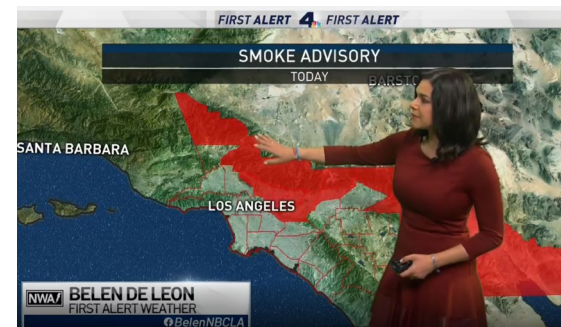 FIRST ALERT 4 FIRST ALERT
SMOKE ADVISORY
TODAY
BARSTO
SANTA BARBARA
LOS ANGELES
NWA
BELEN DE LEON
FIRST ALERT WEATHER
@BelenNBCLA